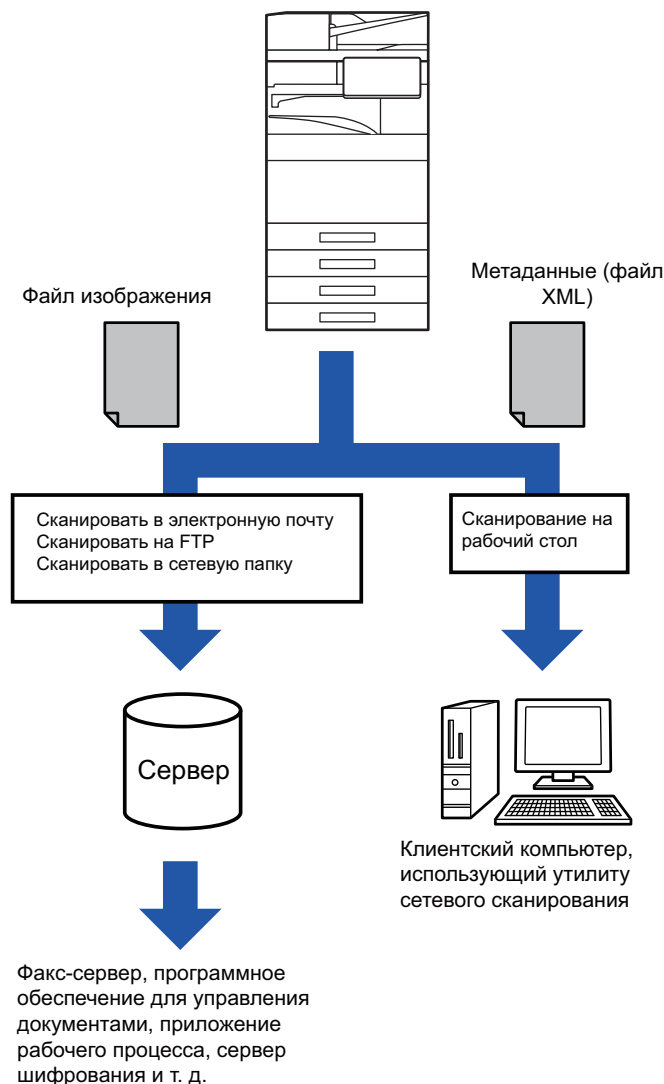 Файл изображения
Метаданные (файл
XML)
Сканировать в электронную почту
Сканировать на FTP
Сканировать в сетевую папку
Сканирование на
рабочий стол
Сервер
Клиентский компьютер,
использующий утилиту
сетевого сканирования
Факс-сервер, программное
обеспечение для управления
документами, приложение
рабочего процесса, сервер
шифрования и т. д.